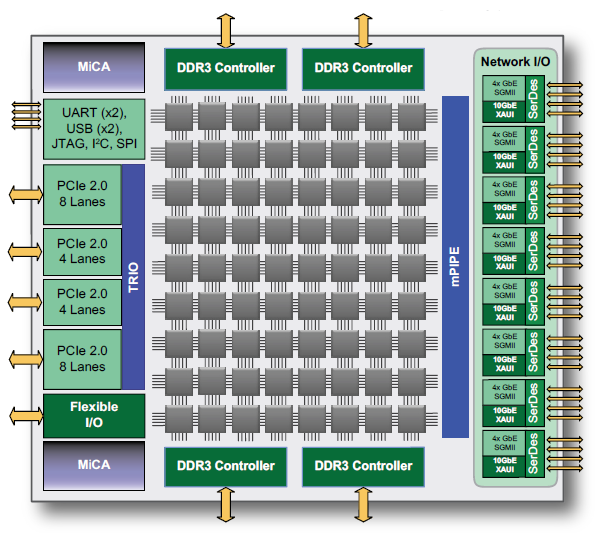 MiCA
DDR3 Controller
DDR3 Controller
Network I/O
UART (x2),
USB (x2),
JTAG, I²C, SPI
PCIe 2.0
8 Lanes
PCIe 2.0
4 Lanes
PCIe 2.0
4 Lanes
PCIe 2.0
8 Lanes
TRIO
Flexible
I/O
MiCA
DDR3 Controller
DDR3 Controller
mPIPE
4x GbE
SGMII
10GbE
XAUI
SerDes
4x GbE
SGMII
10GbE
XAUI
SerDes
4x GbE
SGMII
10GbE
XAUI
SerDes
4x GbE
SGMII
10GbE
XAUI
SerDes
4x GbE
SGMII
10GbE
XAUI
SerDes
4x GbE
SGMII
10GbE
XAUI
SerDes
4x GbE
SGMII
10GbE
XAUI
SerDes
4x GbE
SGMII
10GbE
XAUI
SerDes